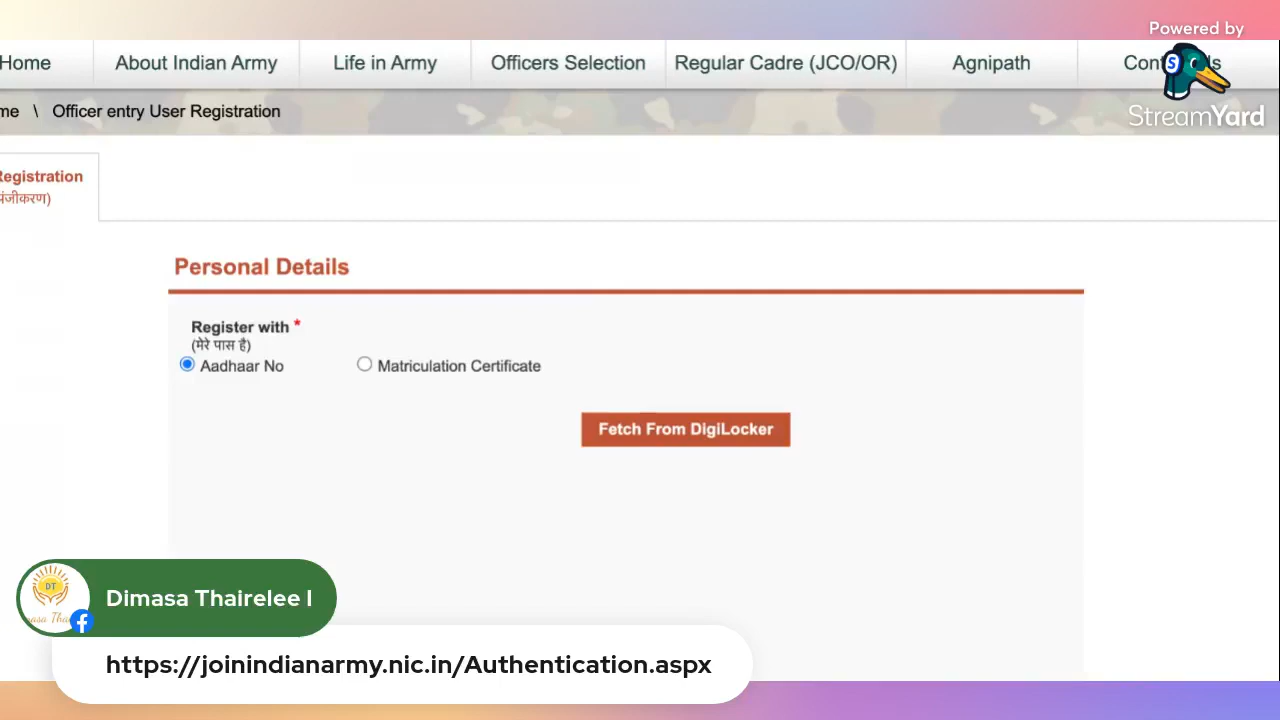 Powered by
StreamYard
Home
About Indian Army
Life in Army
Officers Selection
Regular Cadre (JCO/OR)
Agnipath
me \ Officer entry User Registration
Registration
पंजीकरण)
Personal Details
Register with *
(मेरे पास है)
Aadhaar No
Matriculation Certificate
Fetch From DigiLocker
DT
Dimasa Thairelee I
https://joinindianarmy.nic.in/Authentication.aspx